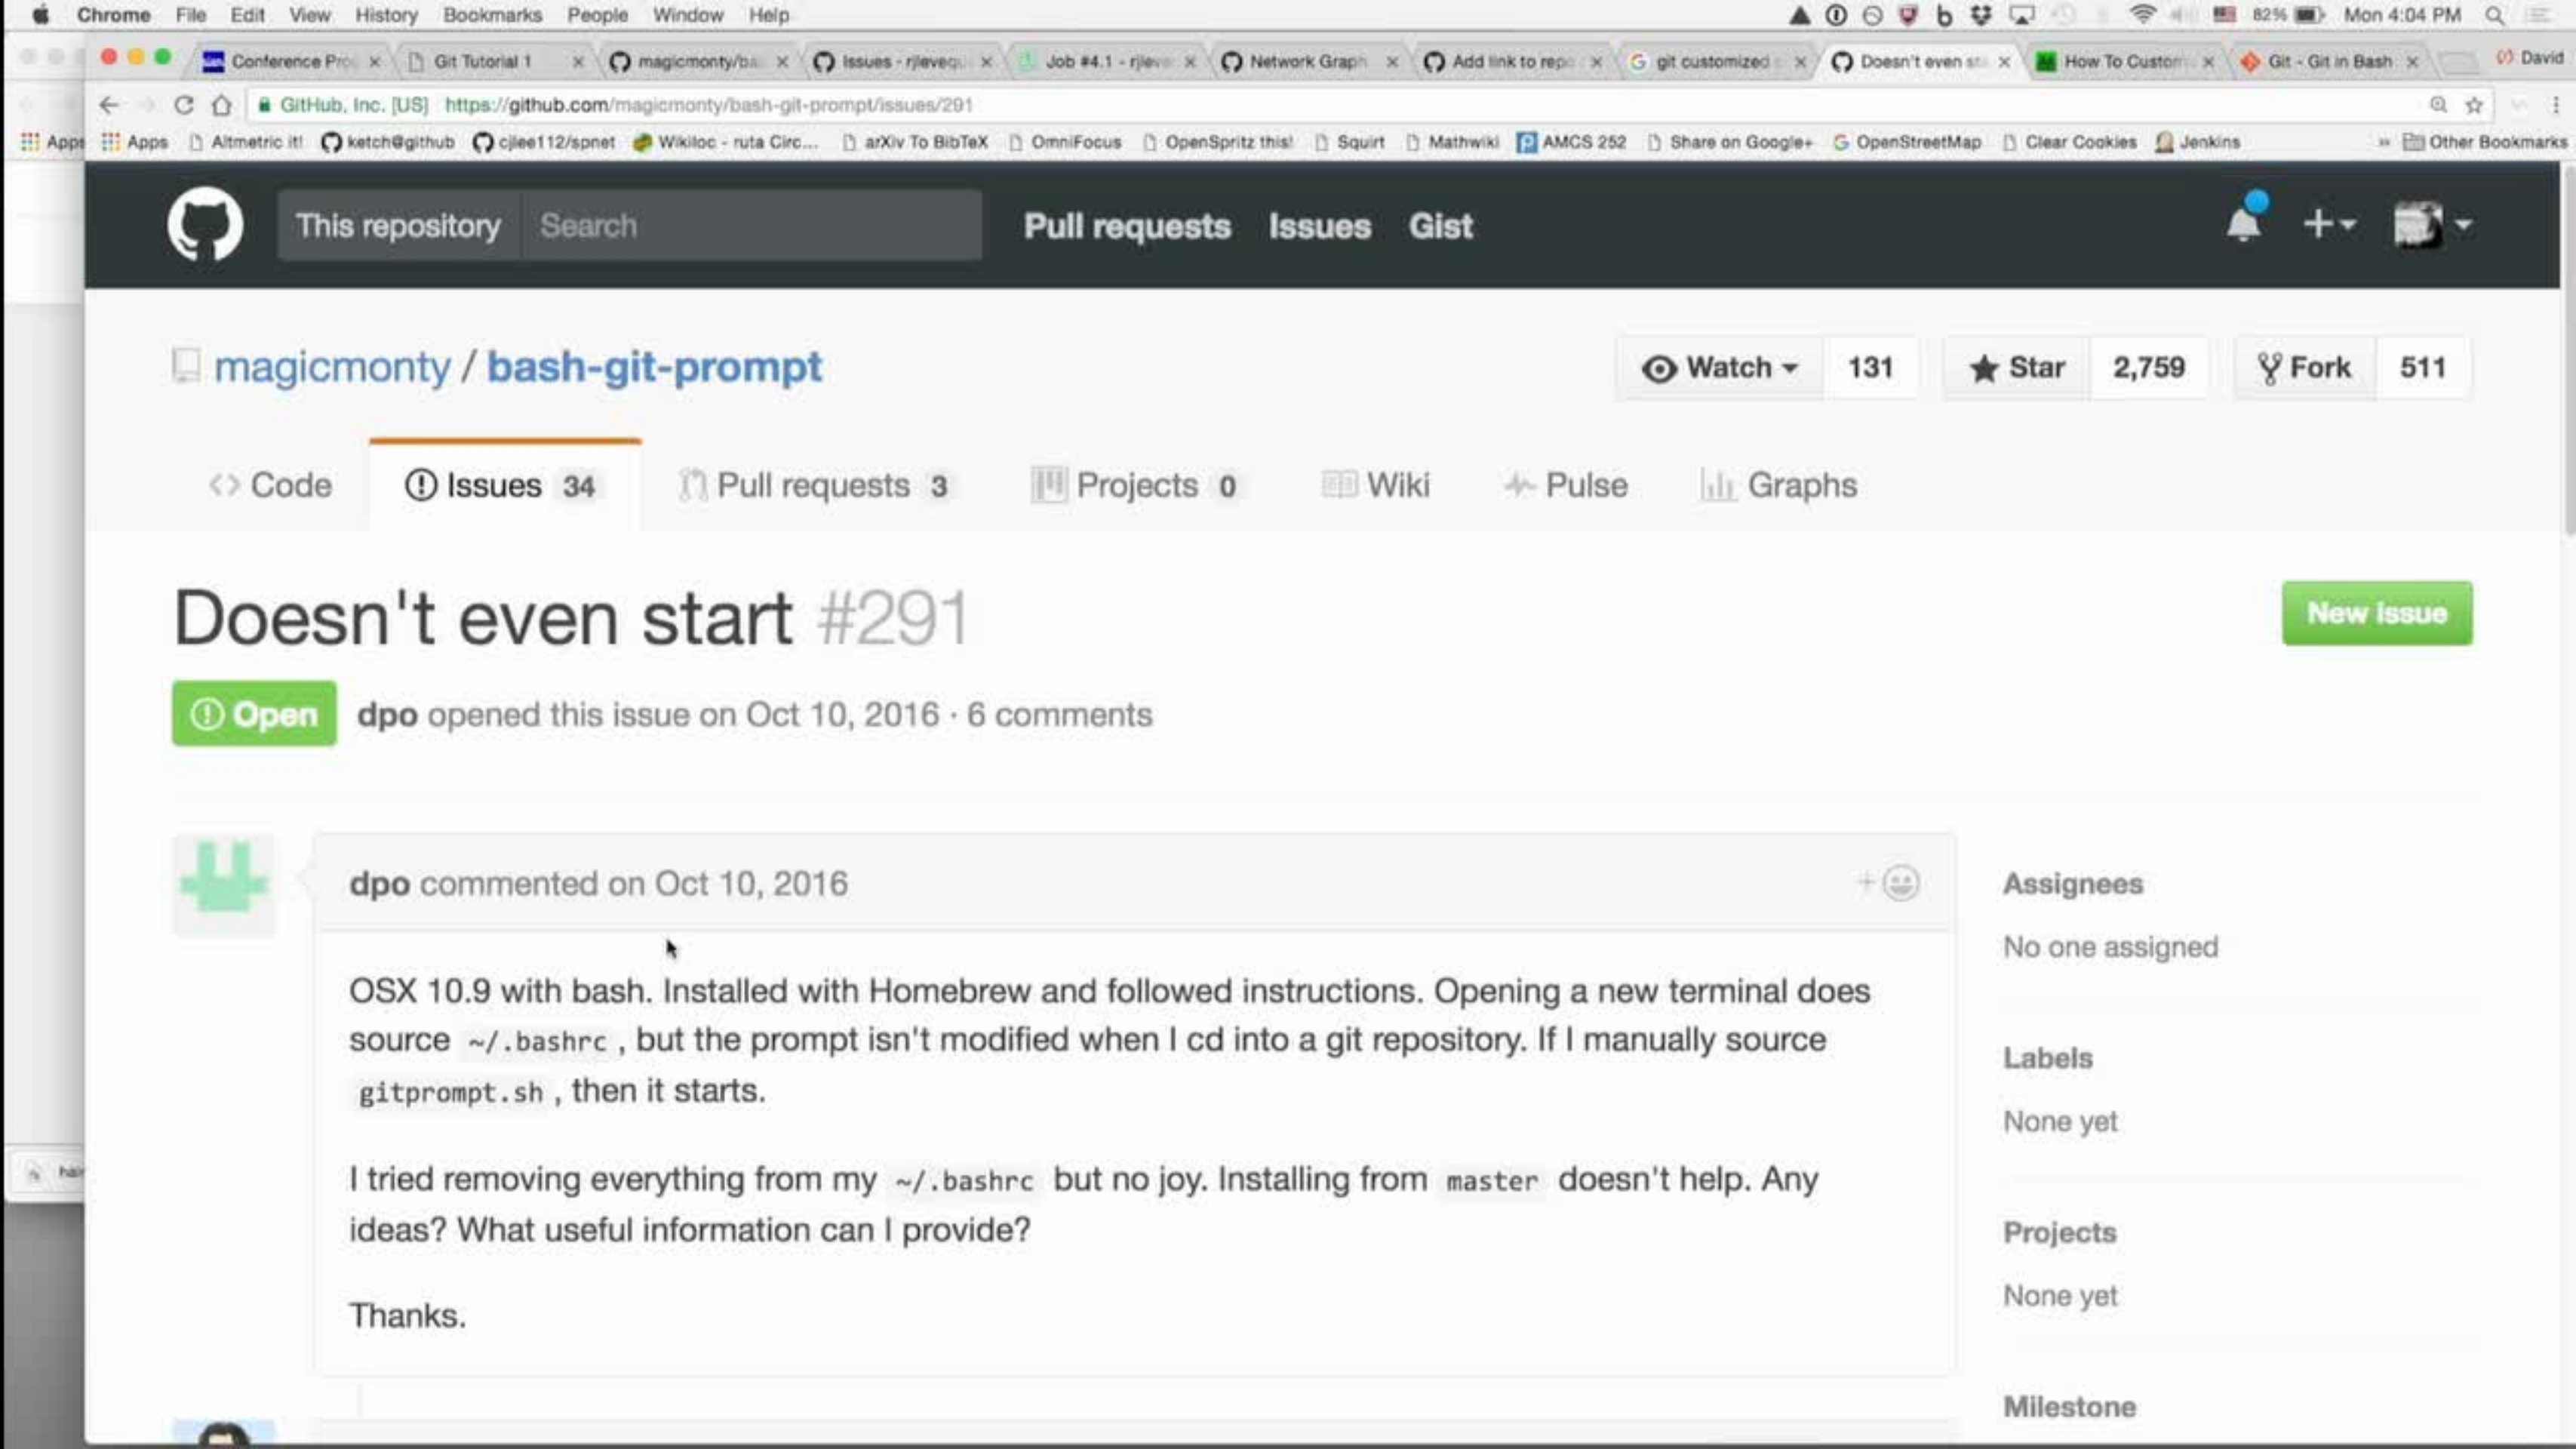 Chrome File Edit View History Bookmarks People Window Help 82% Mon 4:04 PM
Conference Pro Git Tutorial 1 magicmonty/ba Issues - rjlevequ Job #4.1 - rjleve Network Graph Add link to repo git customized Doesn't even st How To Custom Git - Git in Bash David
GitHub, Inc. [US] https://github.com/magicmonty/bash-git-prompt/issues/291
Apps Apps Altmetric it! ketch@github cjlee112/spnet Wikiloc - ruta Circ... arXiv To BibTeX OmniFocus OpenSpritz this! Squirt Mathwiki AMCS 252 Share on Google+ OpenStreetMap Clear Cookies Jenkins » Other Bookmarks
This repository Search Pull requests Issues Gist
magicmonty / bash-git-prompt Watch 131 Star 2,759 Fork 511
Code Issues 34 Pull requests 3 Projects 0 Wiki Pulse Graphs
Doesn't even start #291 New issue
Open dpo opened this issue on Oct 10, 2016 · 6 comments
dpo commented on Oct 10, 2016
OSX 10.9 with bash. Installed with Homebrew and followed instructions. Opening a new terminal does
source ~/.bashrc , but the prompt isn't modified when I cd into a git repository. If I manually source
gitprompt.sh , then it starts.
I tried removing everything from my ~/.bashrc but no joy. Installing from master doesn't help. Any
ideas? What useful information can I provide?
Thanks.
Assignees
No one assigned
Labels
None yet
Projects
None yet
Milestone